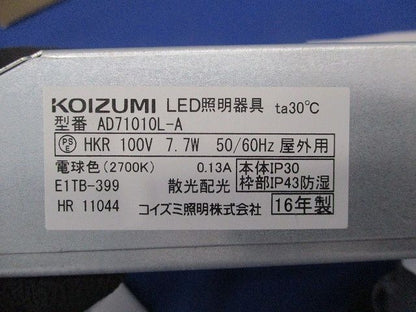 KOIZUMI LED照明器具 ta30℃
型番 AD71010L-A
PS E HKR 100V 7.7W 50/60Hz 屋外用
電球色(2700K) 0.13A 本体IP30
E1TB-399 散光配光 枠部IP43防湿
HR 11044 コイズミ照明株式会社 16年製